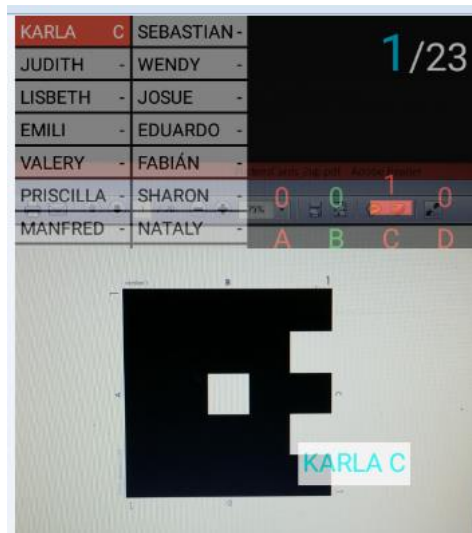 KARLA C SEBASTIAN -
1/23
JUDITH - WENDY -
LISBETH - JOSUE -
EMILI - EDUARDO -
VALERY - FABIÁN -
PRISCILLA - SHARON -
MANFRED - NATALY -
0 0 1 0
A B C D
B
1
KARLA C